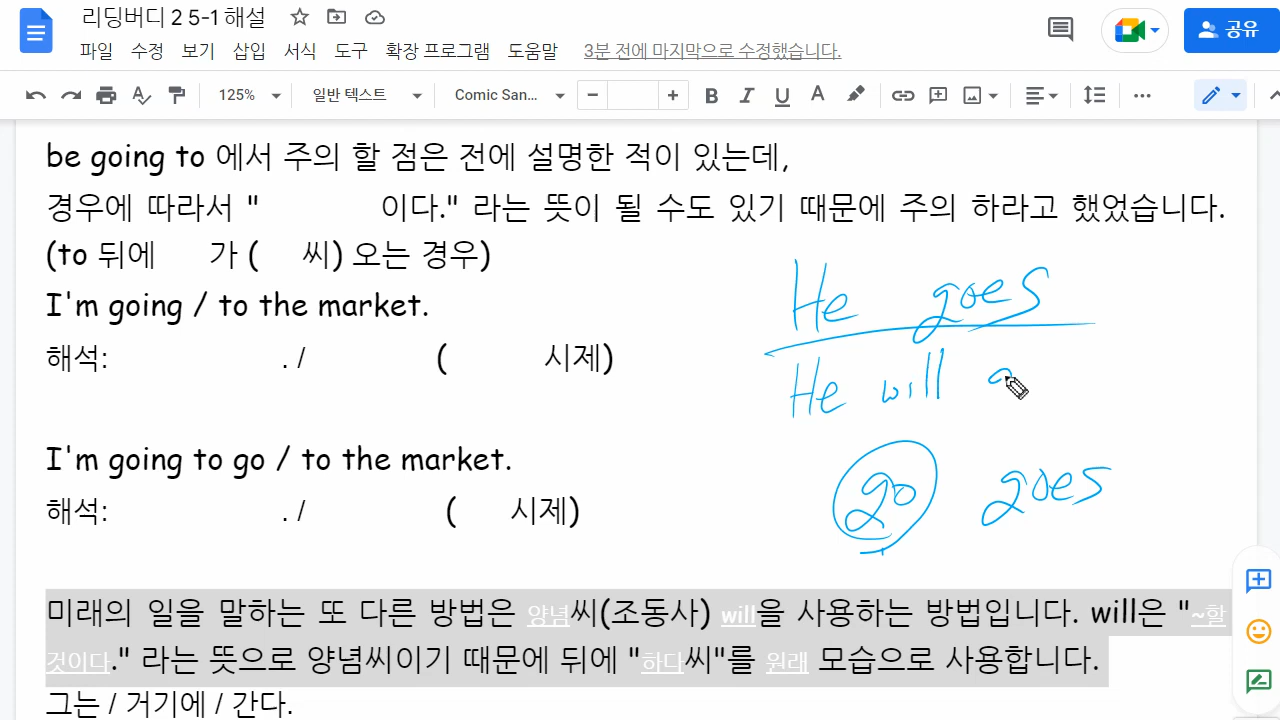 리딩버디 2 5-1 해설
파일 수정 보기 삽입 서식 도구 확장 프로그램 도움말 3분 전에 마지막으로 수정했습니다.
공유
125% 일반 텍스트 Comic San... B I U A
be going to 에서 주의 할 점은 전에 설명한 적이 있는데,
경우에 따라서 " 이다." 라는 뜻이 될 수도 있기 때문에 주의 하라고 했었습니다.
(to 뒤에 가 ( 씨) 오는 경우)
He goes
I'm going / to the market.
해석: . / ( 시제)
He will
I'm going to go / to the market.
go goes
해석: . / ( 시제)
미래의 일을 말하는 또 다른 방법은 양념씨(조동사) will을 사용하는 방법입니다. will은 "~할
것이다." 라는 뜻으로 양념씨이기 때문에 뒤에 "하다씨"를 원래 모습으로 사용합니다.
그는 / 거기에 / 간다.